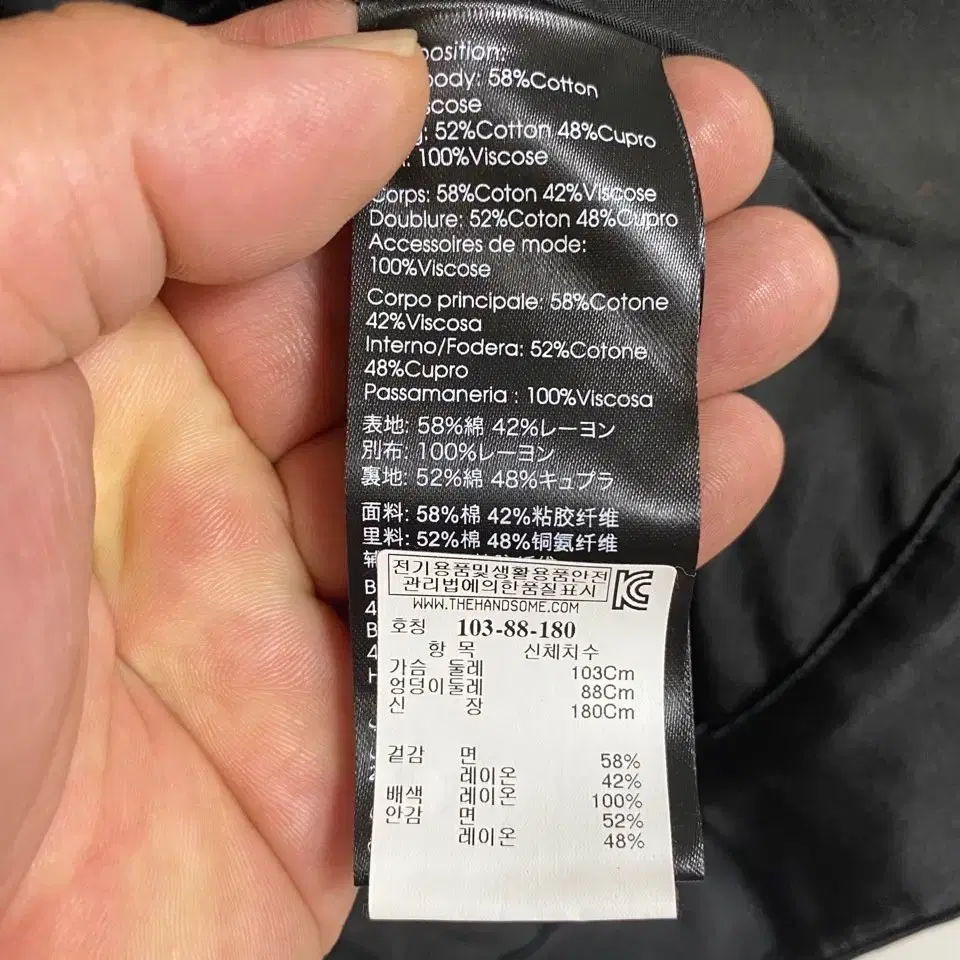 position:
body: 58%Cotton
scose
g: 52%Cotton 48%Cupro
100%Viscose
Corps: 58%Coton 42%Viscose
Doublure: 52%Coton 48%Cupro
Accessoires de mode:
100%Viscose
Corpo principale: 58%Cotone
42%Viscosa
Interno/Fodera: 52%Cotone
48%Cupro
Passamaneria : 100%Viscosa
表地: 58%綿 42%レーヨン
別布: 100%レーヨン
裏地: 52%綿 48%キュプラ
面料: 58%棉 42%粘胶纤维
里料: 52%棉 48%铜氨纤维
辅
B
4
B
4
H
전기용품및생활용품안전
관리법에의한품질표시
WWW.THEHANDSOME.COM
호칭 103-88-180
항 목 신체치수
가슴 둘레 103Cm
엉덩이둘레 88Cm
신 장 180Cm
겉감 면 58%
레이온 42%
배색 레이온 100%
안감 면 52%
레이온 48%